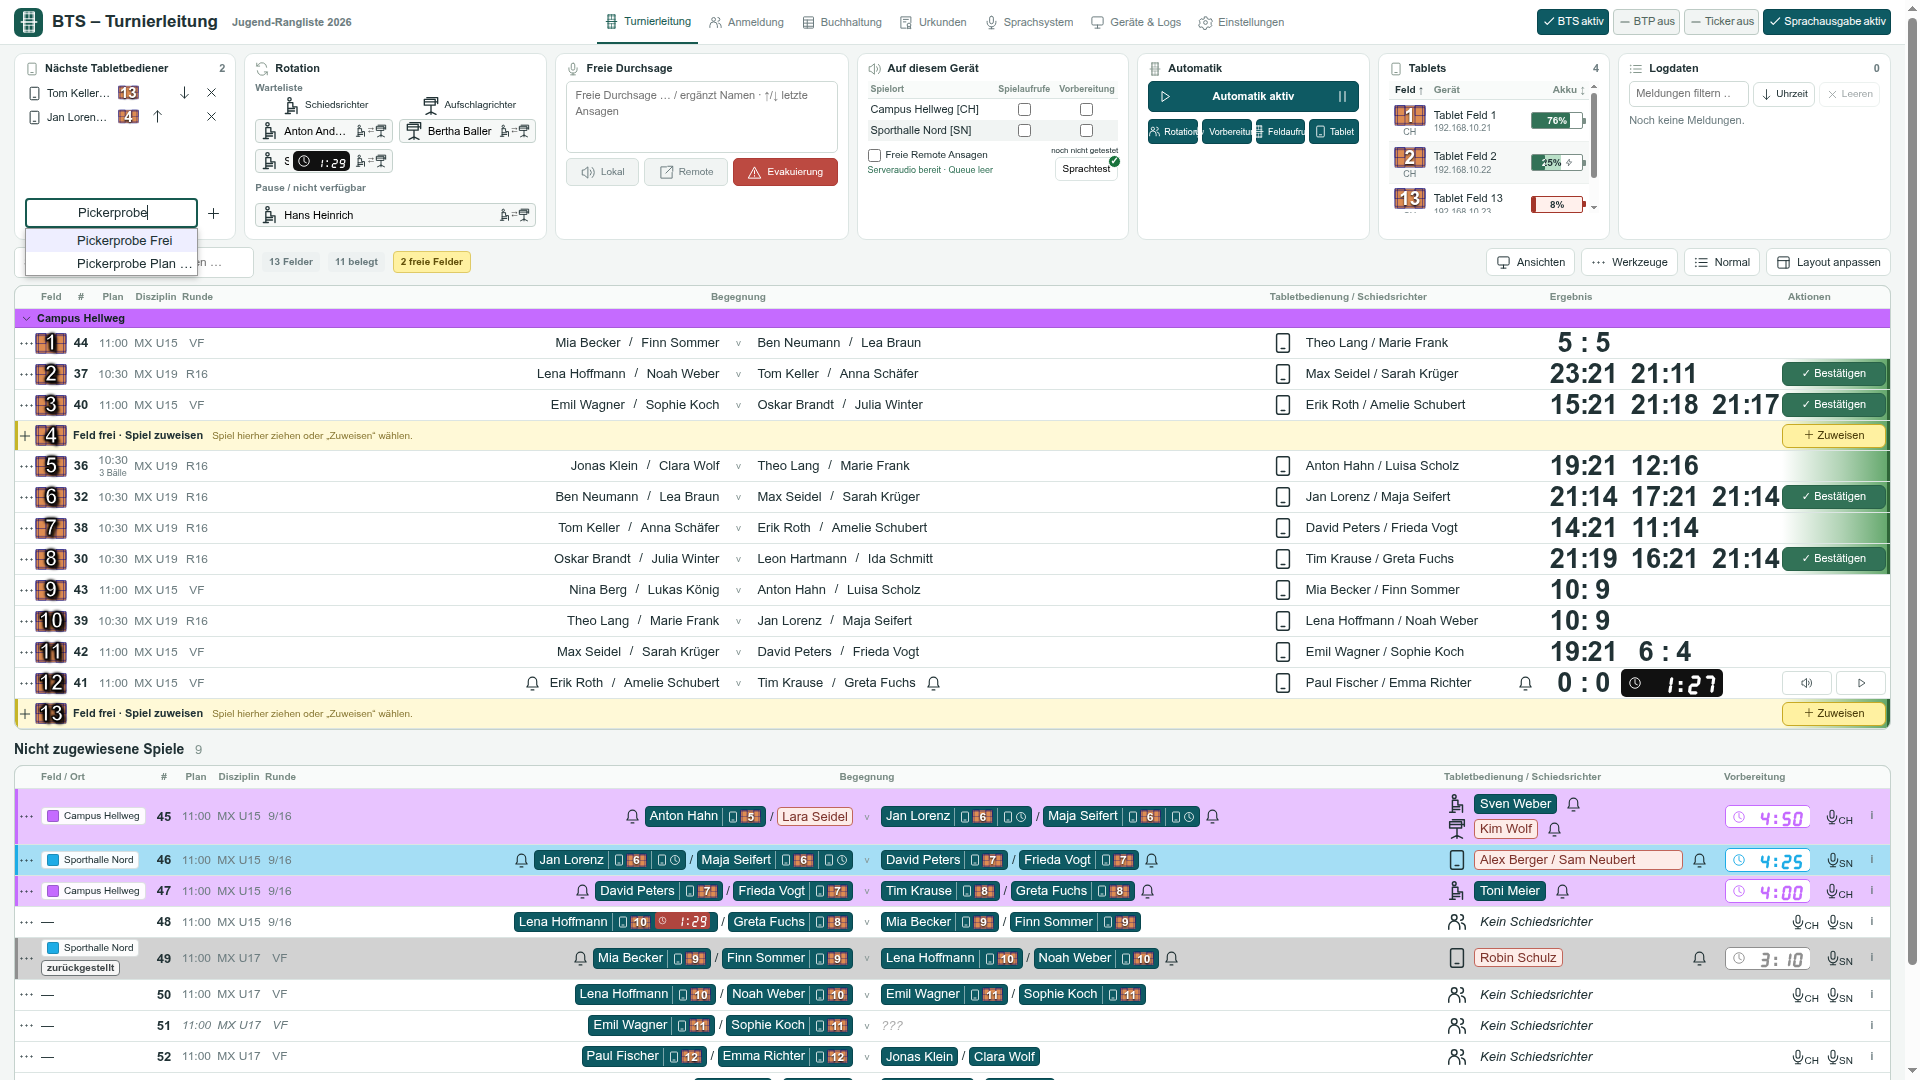 BTS – Turnierleitung
Jugend-Rangliste 2026
Turnierleitung
Anmeldung
Buchhaltung
Urkunden
Sprachsystem
Geräte & Logs
Einstellungen
✓ BTS aktiv
— BTP aus
— Ticker aus
✓ Sprachausgabe aktiv
Nächste Tabletbediener 2
Tom Keller... 13
Jan Loren... 4
Pickerprobe
Pickerprobe Frei
Pickerprobe Plan ...
Rotation
Warteliste
Schiedsrichter
Aufschlagrichter
Anton And...
Bertha Baller
1:29
Pause / nicht verfügbar
Hans Heinrich
Freie Durchsage
Freie Durchsage ... / ergänzt Namen · ↑/↓ letzte
Ansagen
Lokal
Remote
Evakuierung
Auf diesem Gerät
Spielort Spielaufrufe Vorbereitung
Campus Hellweg [CH]
Sporthalle Nord [SN]
Freie Remote Ansagen
Serveraudio bereit · Queue leer
noch nicht getestet
Sprachtest
Automatik
Automatik aktiv
Rotation
Vorbereitu
Feldaufru
Tablet
Tablets 4
Feld ↑ Gerät Akku ↕
1 CH Tablet Feld 1 192.168.10.21 76%
2 CH Tablet Feld 2 192.168.10.22 25%
13 Tablet Feld 13 192.168.10.23 8%
Logdaten 0
Meldungen filtern ..
↓ Uhrzeit
× Leeren
Noch keine Meldungen.
en ...
13 Felder
11 belegt
2 freie Felder
Ansichten
Werkzeuge
Normal
Layout anpassen
Feld # Plan Disziplin Runde Begegnung Tabletbedienung / Schiedsrichter Ergebnis Aktionen
Campus Hellweg
1 44 11:00 MX U15 VF Mia Becker / Finn Sommer v Ben Neumann / Lea Braun Theo Lang / Marie Frank 5 : 5
2 37 10:30 MX U19 R16 Lena Hoffmann / Noah Weber v Tom Keller / Anna Schäfer Max Seidel / Sarah Krüger 23:21 21:11 ✓ Bestätigen
3 40 11:00 MX U15 VF Emil Wagner / Sophie Koch v Oskar Brandt / Julia Winter Erik Roth / Amelie Schubert 15:21 21:18 21:17 ✓ Bestätigen
4 Feld frei · Spiel zuweisen Spiel hierher ziehen oder „Zuweisen“ wählen. + Zuweisen
5 36 10:30 3 Bälle MX U19 R16 Jonas Klein / Clara Wolf v Theo Lang / Marie Frank Anton Hahn / Luisa Scholz 19:21 12:16
6 32 10:30 MX U19 R16 Ben Neumann / Lea Braun v Max Seidel / Sarah Krüger Jan Lorenz / Maja Seifert 21:14 17:21 21:14 ✓ Bestätigen
7 38 10:30 MX U19 R16 Tom Keller / Anna Schäfer v Erik Roth / Amelie Schubert David Peters / Frieda Vogt 14:21 11:14
8 30 10:30 MX U19 R16 Oskar Brandt / Julia Winter v Leon Hartmann / Ida Schmitt Tim Krause / Greta Fuchs 21:19 16:21 21:14 ✓ Bestätigen
9 43 11:00 MX U15 VF Nina Berg / Lukas König v Anton Hahn / Luisa Scholz Mia Becker / Finn Sommer 10: 9
10 39 10:30 MX U19 R16 Theo Lang / Marie Frank v Jan Lorenz / Maja Seifert Lena Hoffmann / Noah Weber 10: 9
11 42 11:00 MX U15 VF Max Seidel / Sarah Krüger v David Peters / Frieda Vogt Emil Wagner / Sophie Koch 19:21 6 : 4
12 41 11:00 MX U15 VF Erik Roth / Amelie Schubert v Tim Krause / Greta Fuchs Paul Fischer / Emma Richter 0 : 0 1:27
13 Feld frei · Spiel zuweisen Spiel hierher ziehen oder „Zuweisen“ wählen. + Zuweisen
Nicht zugewiesene Spiele 9
Feld / Ort # Plan Disziplin Runde Begegnung Tabletbedienung / Schiedsrichter Vorbereitung
Campus Hellweg 45 11:00 MX U15 9/16 Anton Hahn 5 / Lara Seidel v Jan Lorenz 6 / Maja Seifert 6 Sven Weber Kim Wolf 4:50 CH i
Sporthalle Nord 46 11:00 MX U15 9/16 Jan Lorenz 6 / Maja Seifert 6 v David Peters 7 / Frieda Vogt 7 Alex Berger / Sam Neubert 4:25 SN i
Campus Hellweg 47 11:00 MX U15 9/16 David Peters 7 / Frieda Vogt 7 v Tim Krause 8 / Greta Fuchs 8 Toni Meier 4:00 CH i
— 48 11:00 MX U15 9/16 Lena Hoffmann 10 1:29 / Greta Fuchs 8 v Mia Becker 9 / Finn Sommer 9 Kein Schiedsrichter CH SN i
Sporthalle Nord zurückgestellt 49 11:00 MX U17 VF Mia Becker 9 / Finn Sommer 9 v Lena Hoffmann 10 / Noah Weber 10 Robin Schulz 3:10 SN i
— 50 11:00 MX U17 VF Lena Hoffmann 10 / Noah Weber 10 v Emil Wagner 11 / Sophie Koch 11 Kein Schiedsrichter CH SN i
— 51 11:00 MX U17 VF Emil Wagner 11 / Sophie Koch 11 v ??? Kein Schiedsrichter i
— 52 11:00 MX U17 VF Paul Fischer 12 / Emma Richter 12 v Jonas Klein / Clara Wolf Kein Schiedsrichter CH SN i